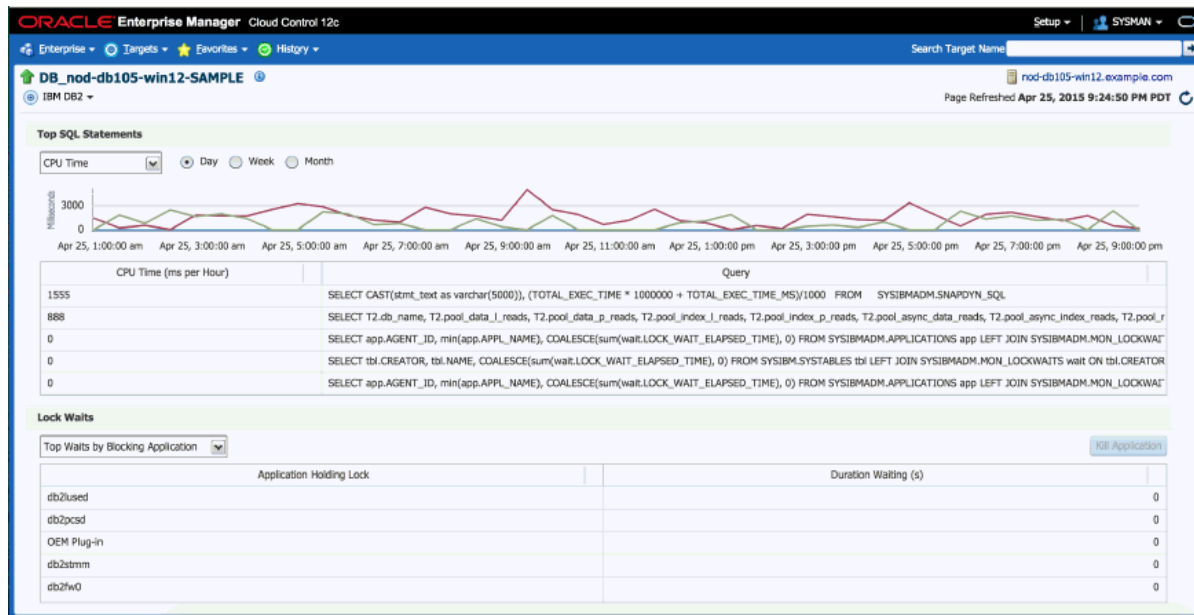 ORACLE Enterprise Manager Cloud Control 12c Setup SYSMAN
Enterprise Targets Favorites History Search Target Name
DB_nod-db105-win12-SAMPLE nod-db105-win12.example.com
IBM DB2 Page Refreshed Apr 25, 2015 9:24:50 PM PDT
Top SQL Statements
CPU Time Day Week Month
Milliseconds
3000
0
Apr 25, 1:00:00 am Apr 25, 3:00:00 am Apr 25, 5:00:00 am Apr 25, 7:00:00 am Apr 25, 9:00:00 am Apr 25, 11:00:00 am Apr 25, 1:00:00 pm Apr 25, 3:00:00 pm Apr 25, 5:00:00 pm Apr 25, 7:00:00 pm Apr 25, 9:00:00 pm
CPU Time (ms per Hour) Query
1555 SELECT CAST(stmt_text as varchar(5000)), (TOTAL_EXEC_TIME * 1000000 + TOTAL_EXEC_TIME_MS)/1000 FROM SYSIBMADM.SNAPDYN_SQL
888 SELECT T2.db_name, T2.pool_data_l_reads, T2.pool_data_p_reads, T2.pool_index_l_reads, T2.pool_index_p_reads, T2.pool_async_data_reads, T2.pool_async_index_reads, T2.pool_r
0 SELECT app.AGENT_ID, min(app.APPL_NAME), COALESCE(sum(wait.LOCK_WAIT_ELAPSED_TIME), 0) FROM SYSIBMADM.APPLICATIONS app LEFT JOIN SYSIBMADM.MON_LOCKWAIT
0 SELECT tbl.CREATOR, tbl.NAME, COALESCE(sum(wait.LOCK_WAIT_ELAPSED_TIME), 0) FROM SYSIBM.SYSTABLES tbl LEFT JOIN SYSIBMADM.MON_LOCKWAITS wait ON tbl.CREATOR
0 SELECT app.AGENT_ID, min(app.APPL_NAME), COALESCE(sum(wait.LOCK_WAIT_ELAPSED_TIME), 0) FROM SYSIBMADM.APPLICATIONS app LEFT JOIN SYSIBMADM.MON_LOCKWAIT
Lock Waits
Top Waits by Blocking Application Kill Application
Application Holding Lock Duration Waiting (s)
db2lused 0
db2pcsd 0
OEM Plug-in 0
db2stmm 0
db2fw0 0